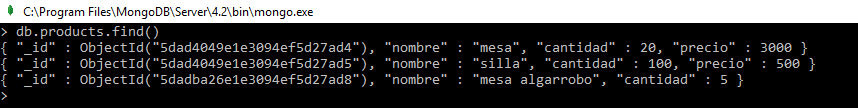 C:\Program Files\MongoDB\Server\4.2\bin\mongo.exe
> db.products.find()
{ "_id" : ObjectId("5dad4049e1e3094ef5d27ad4"), "nombre" : "mesa", "cantidad" : 20, "precio" : 3000 }
{ "_id" : ObjectId("5dad4049e1e3094ef5d27ad5"), "nombre" : "silla", "cantidad" : 100, "precio" : 500 }
{ "_id" : ObjectId("5dadba26e1e3094ef5d27ad8"), "nombre" : "mesa algarrobo", "cantidad" : 5 }
>